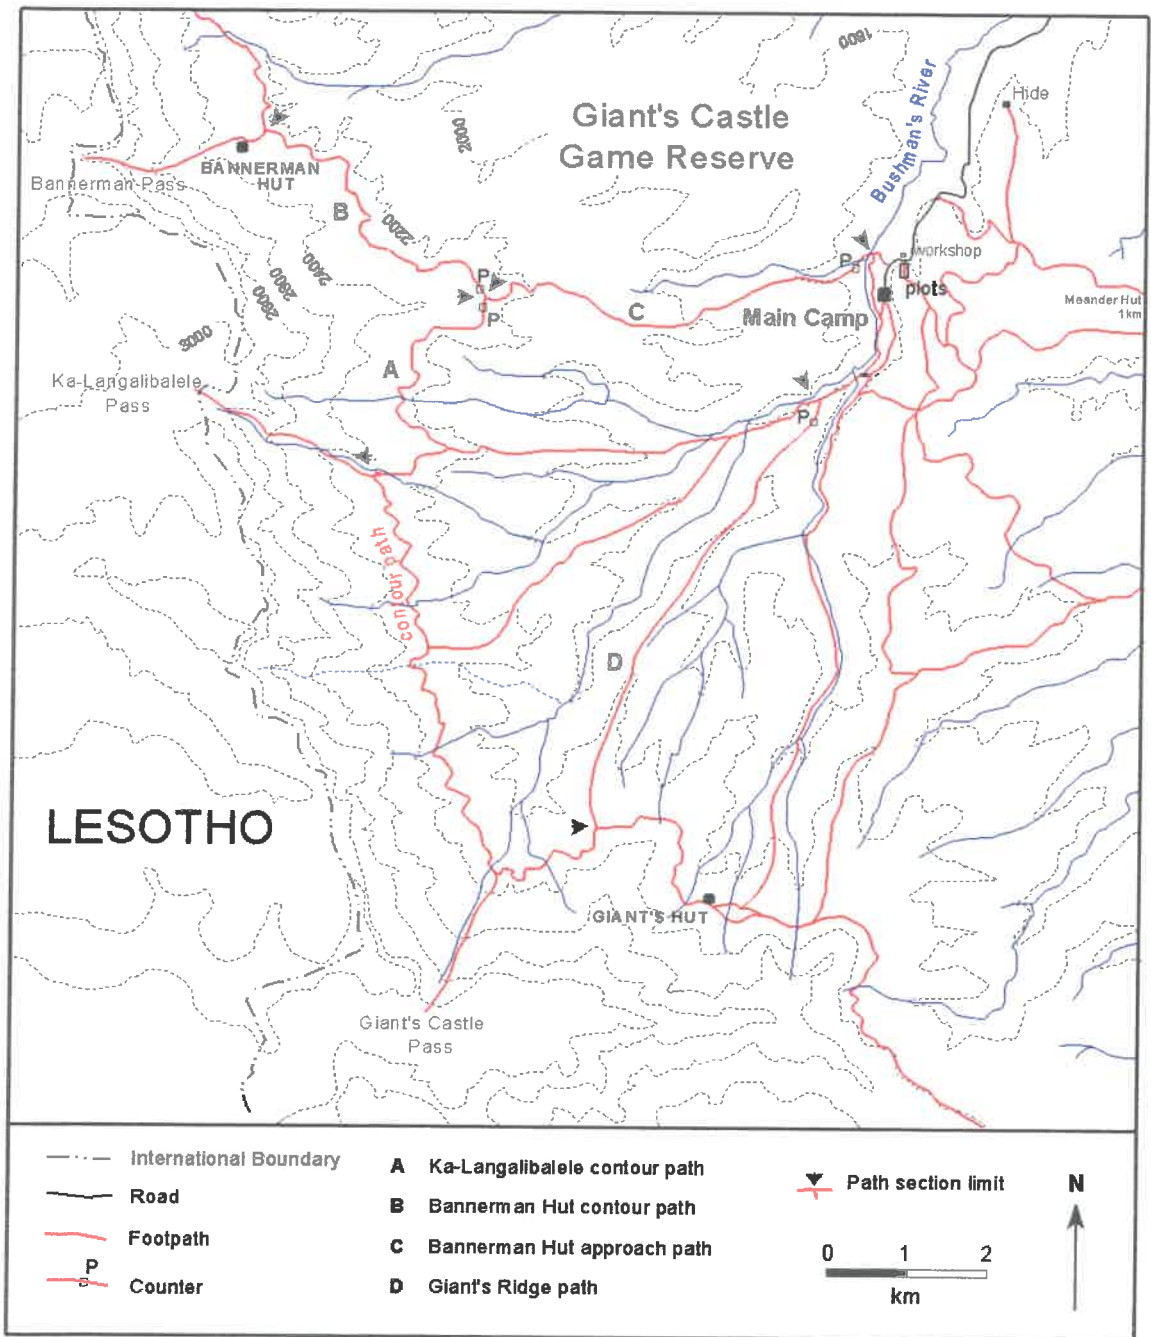 1800
Hide
Bushman's River
Giant's Castle
Game Reserve
2000
BANNERMAN
HUT
Bannerman Pass
B
2200
2400
2600
2800
3000
P
P
P
workshop
plots
Main Camp
C
Meander Hut
1km
A
Ka-Langalibalele
Pass
P
contour path
D
LESOTHO
GIANT'S HUT
Giant's Castle
Pass
International Boundary
Road
Footpath
P
Counter
A Ka-Langalibalele contour path
B Bannerman Hut contour path
C Bannerman Hut approach path
D Giant's Ridge path
Path section limit
N
0 1 2
km